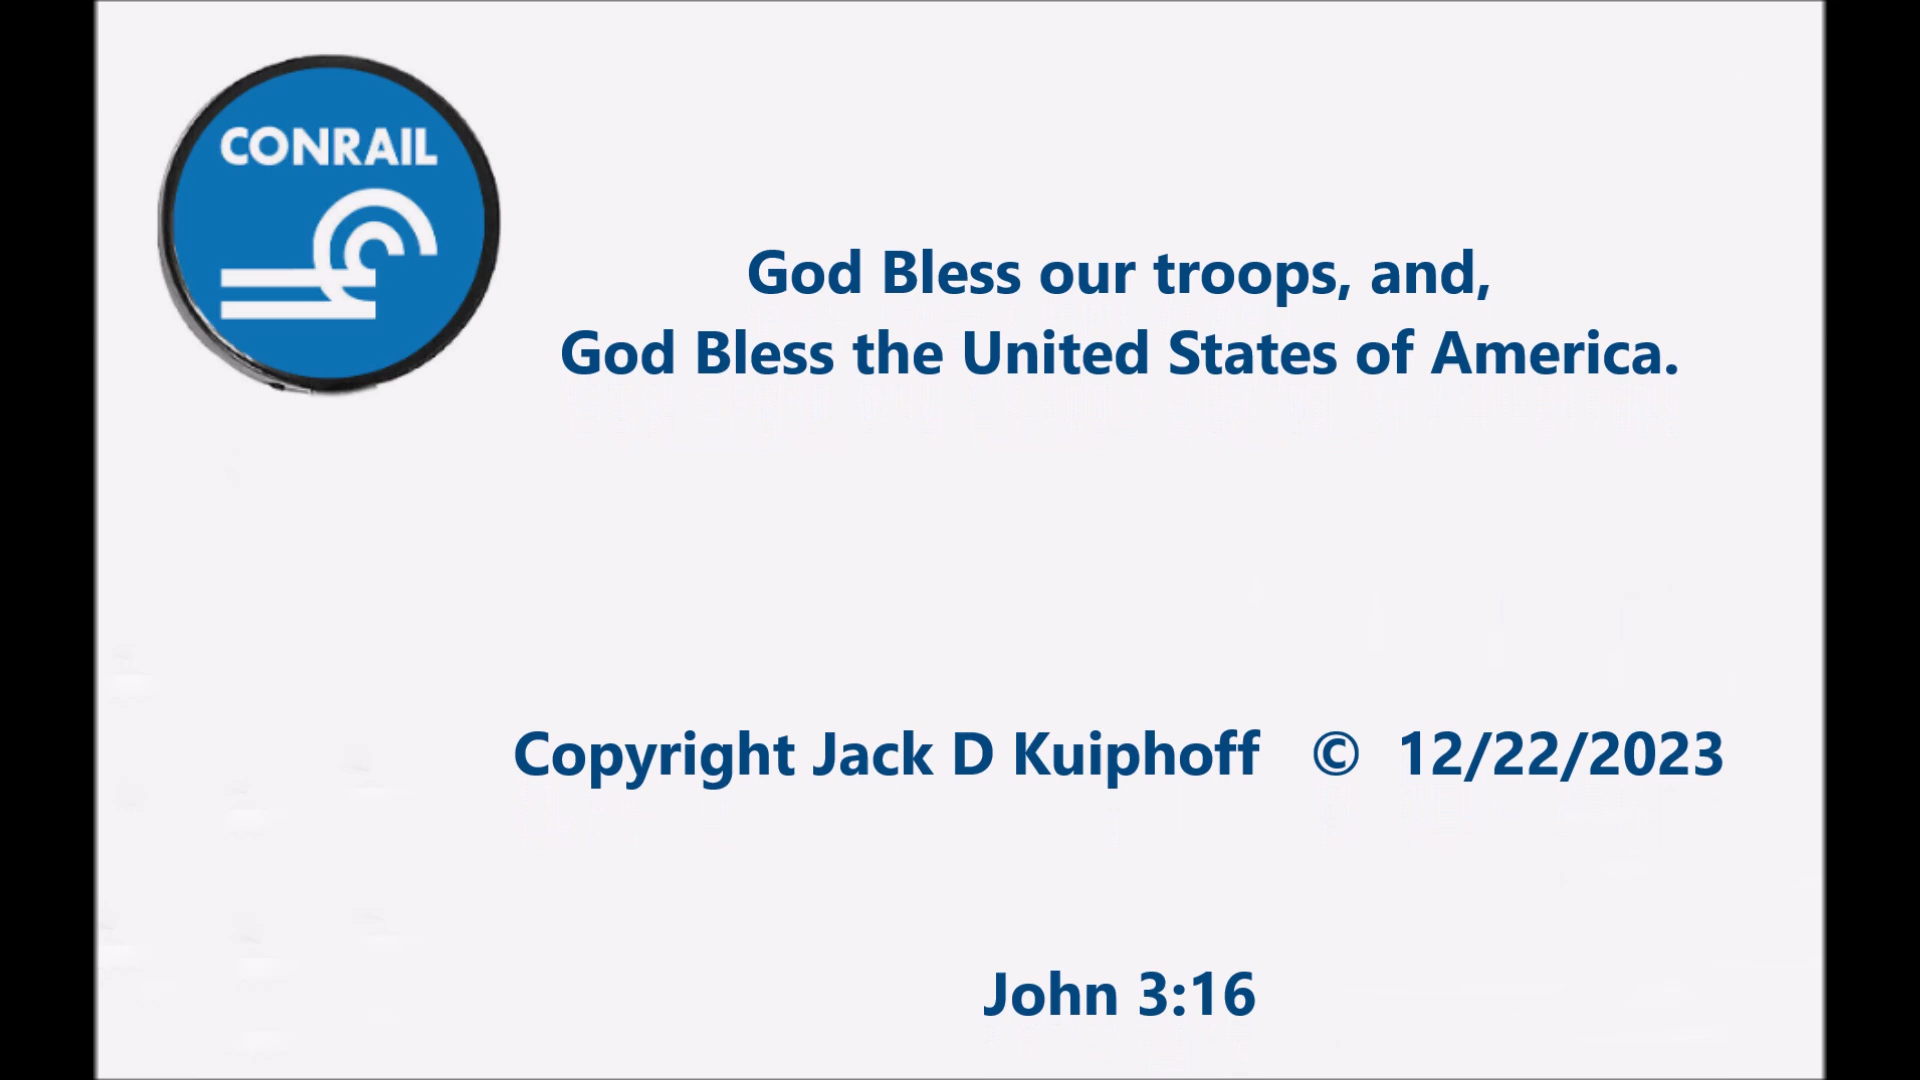 CONRAIL
God Bless our troops, and,
God Bless the United States of America.
Copyright Jack D Kuiphoff © 12/22/2023
John 3:16